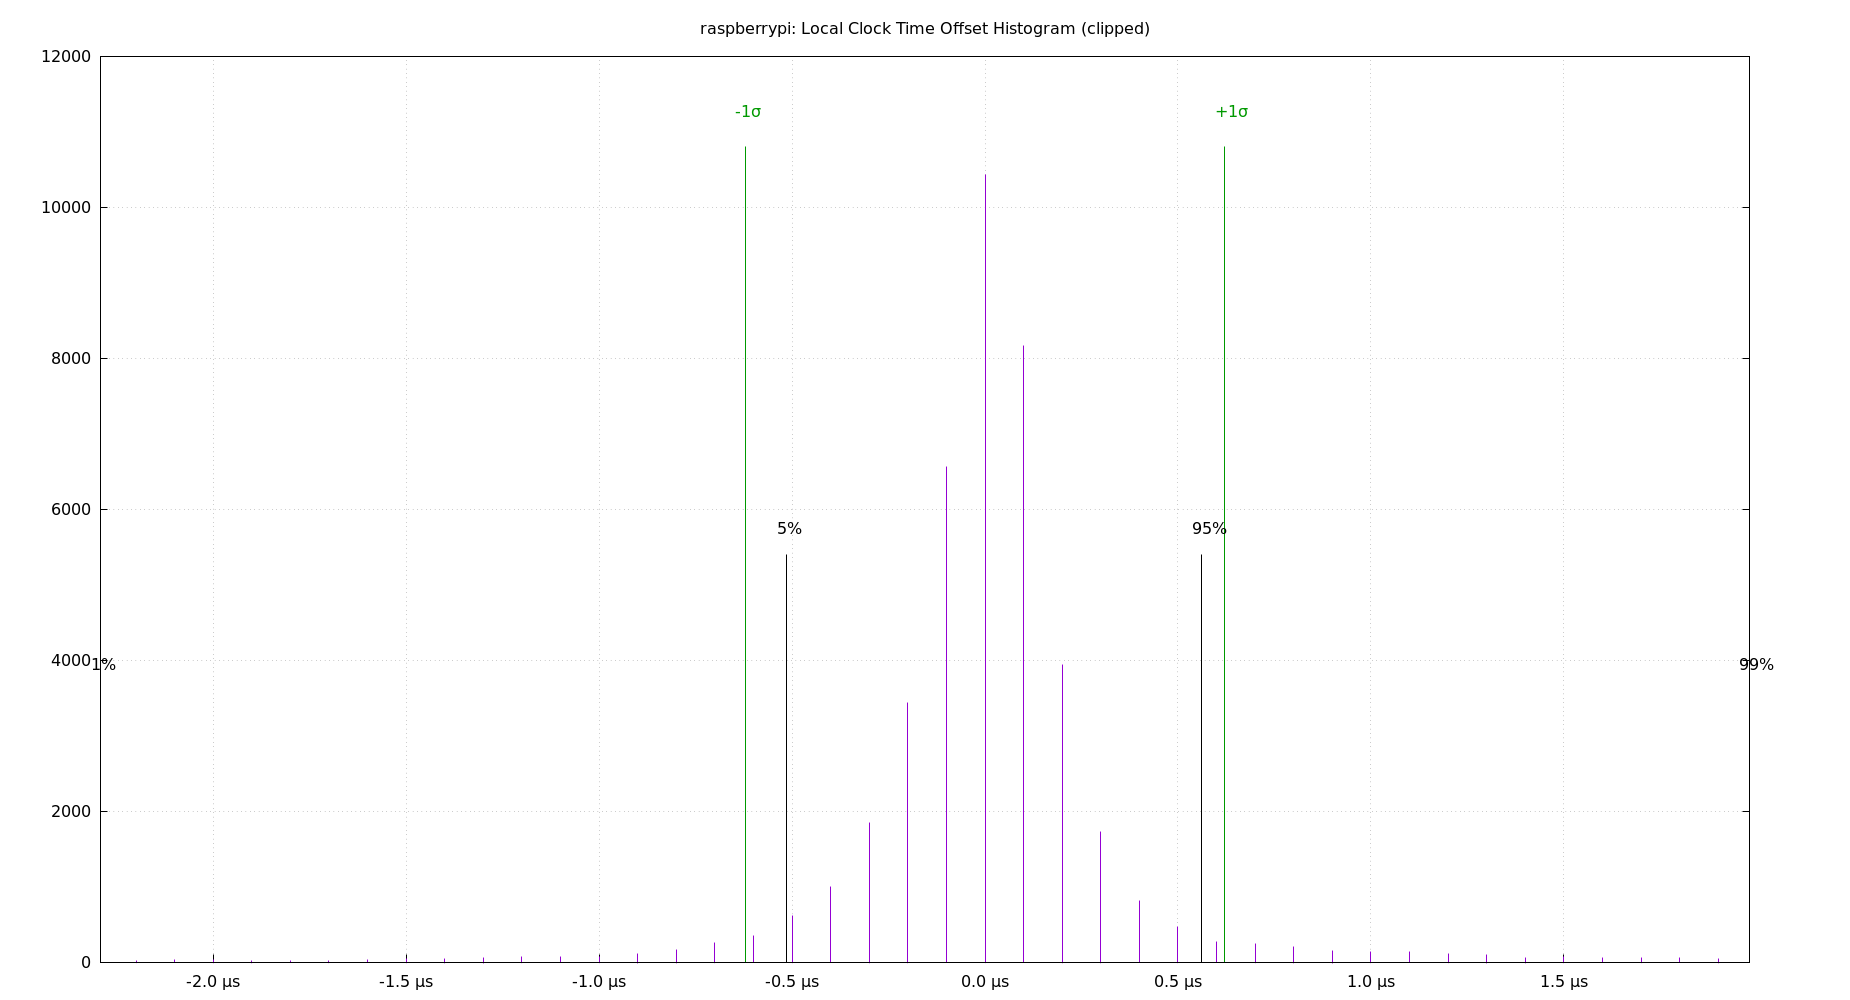 raspberrypi: Local Clock Time Offset Histogram (clipped)
12000
-1σ
+1σ
10000
8000
6000
5%
95%
4000
1%
99%
2000
0
-2.0 µs
-1.5 µs
-1.0 µs
-0.5 µs
0.0 µs
0.5 µs
1.0 µs
1.5 µs